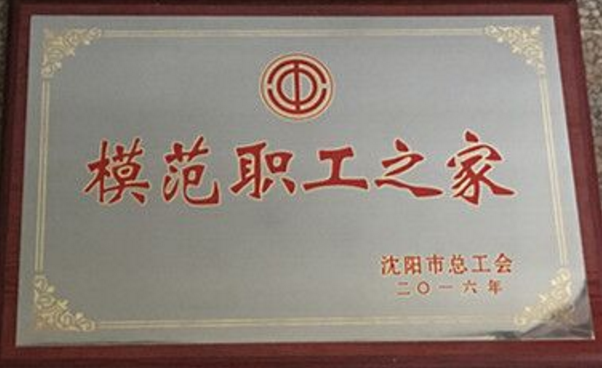 模范职工之家
沈阳市总工会
二〇一六年